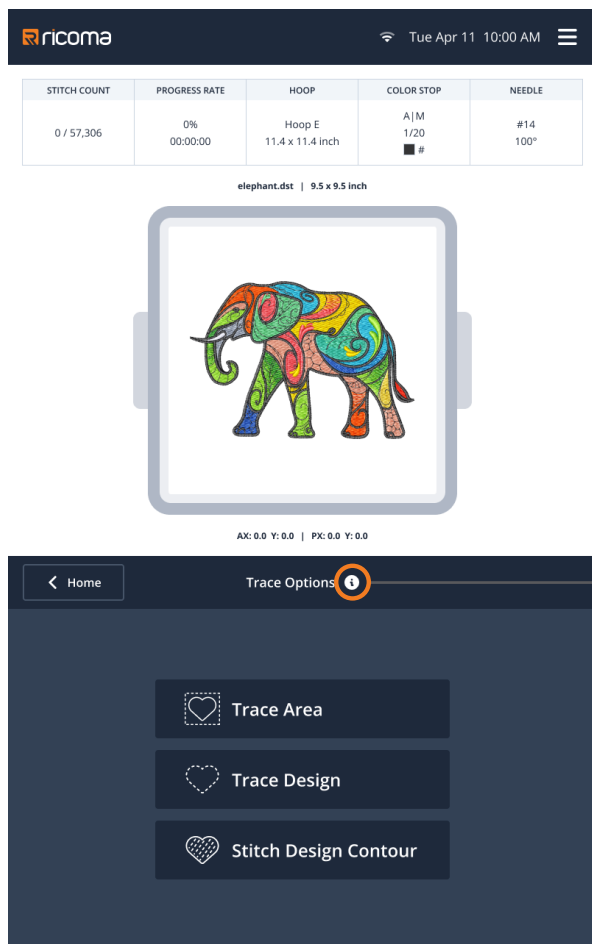 ricoma
Tue Apr 11 10:00 AM
STITCH COUNT PROGRESS RATE HOOP COLOR STOP NEEDLE
0 / 57,306 0% 00:00:00 Hoop E 11.4 x 11.4 inch A|M 1/20 # #14 100°
elephant.dst | 9.5 x 9.5 inch
AX: 0.0 Y: 0.0 | PX: 0.0 Y: 0.0
Home Trace Options i
Trace Area
Trace Design
Stitch Design Contour